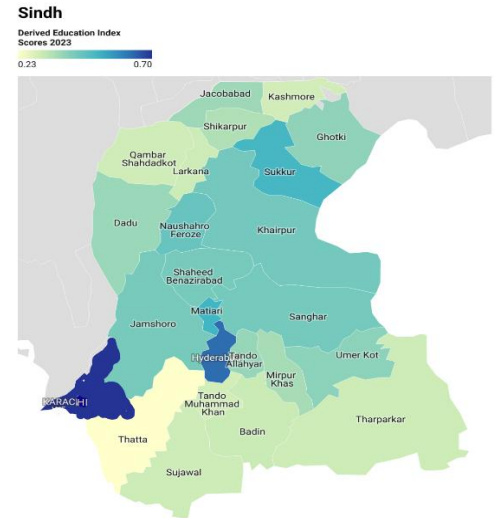 Sindh
Derived Education Index
Scores 2023
0.23 0.70
Jacobabad
Kashmore
Shikarpur
Ghotki
Qambar
Shahdadkot
Larkana
Sukkur
Dadu
Naushahro
Feroze
Khairpur
Shaheed
Benazirabad
Matiari
Sanghar
Jamshoro
Hyderab
Tando
Allahyar
Umer Kot
Mirpur
Khas
KARACHI
Tando
Muhammad
Khan
Tharparkar
Badin
Thatta
Sujawal